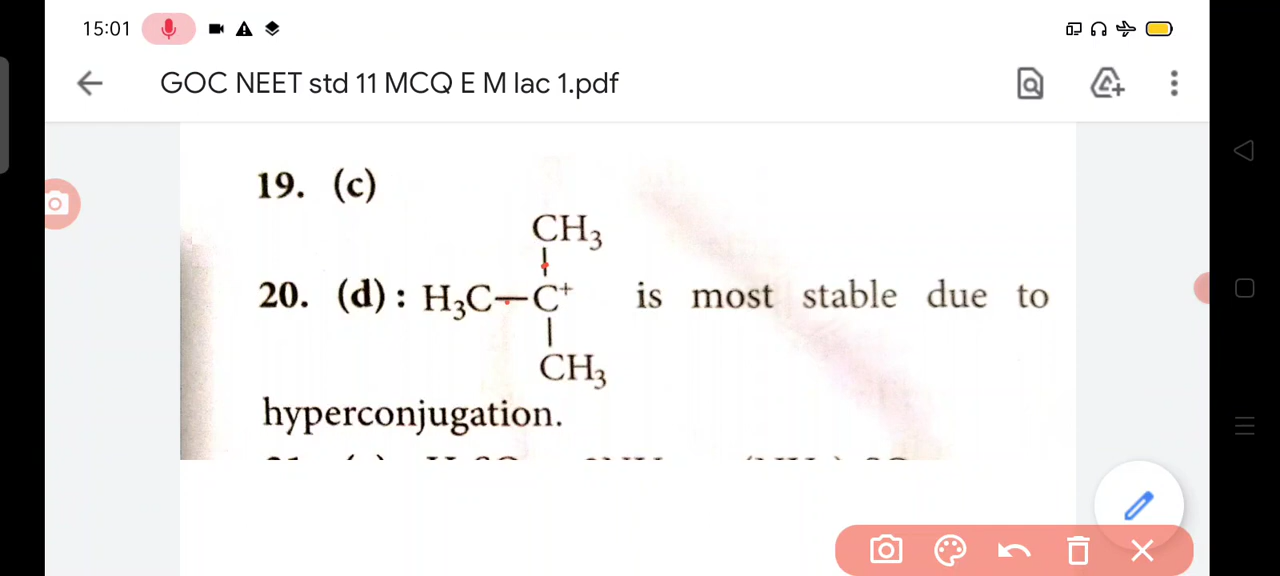 15:01
GOC NEET std 11 MCQ E M lac 1.pdf
19. (c)
CH₃
20. (d) : H₃C—C⁺ is most stable due to
CH₃
hyperconjugation.